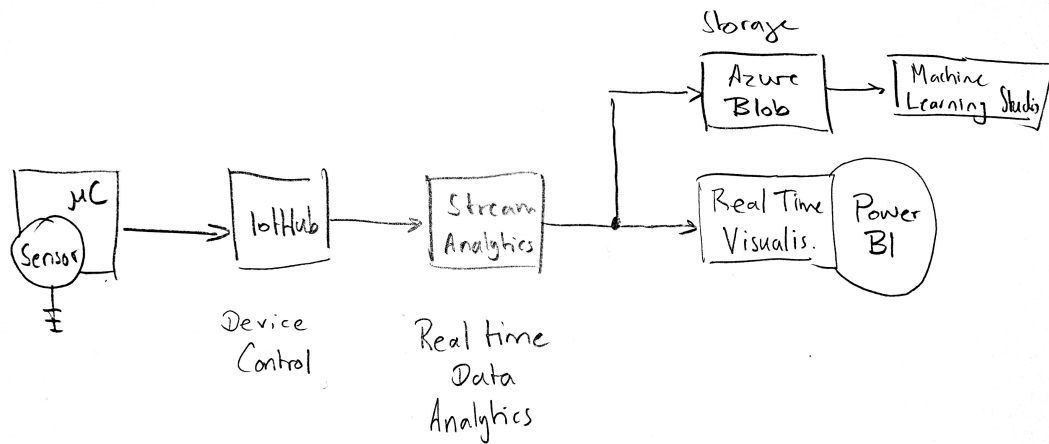 Storage
Azure
Blob
Machine
Learning Studio
μC
Sensor
IotHub
Stream
Analytics
Real Time
Visualis.
Power
BI
Device
Control
Real time
Data
Analytics